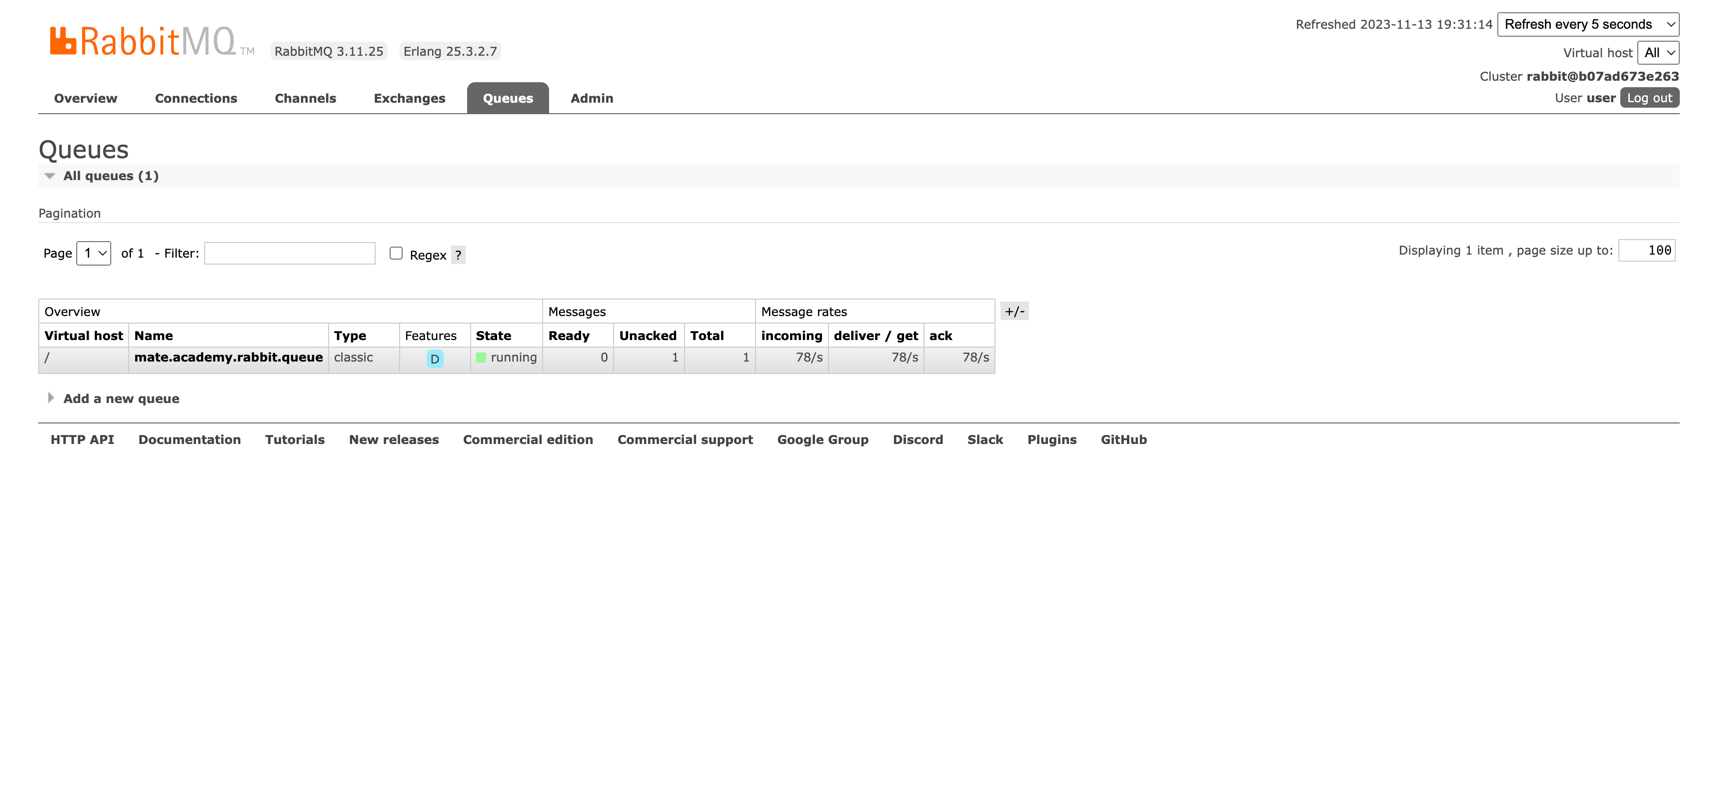 Refreshed 2023-11-13 19:31:14 Refresh every 5 seconds
RabbitMQ TM RabbitMQ 3.11.25 Erlang 25.3.2.7
Virtual host All
Cluster rabbit@b07ad673e263
User user Log out
Overview Connections Channels Exchanges Queues Admin
Queues
All queues (1)
Pagination
Page 1 of 1 - Filter: Regex ? Displaying 1 item , page size up to: 100
Overview Messages Message rates +/-
Virtual host Name Type Features State Ready Unacked Total incoming deliver / get ack
/ mate.academy.rabbit.queue classic D running 0 1 1 78/s 78/s 78/s
Add a new queue
HTTP API Documentation Tutorials New releases Commercial edition Commercial support Google Group Discord Slack Plugins GitHub